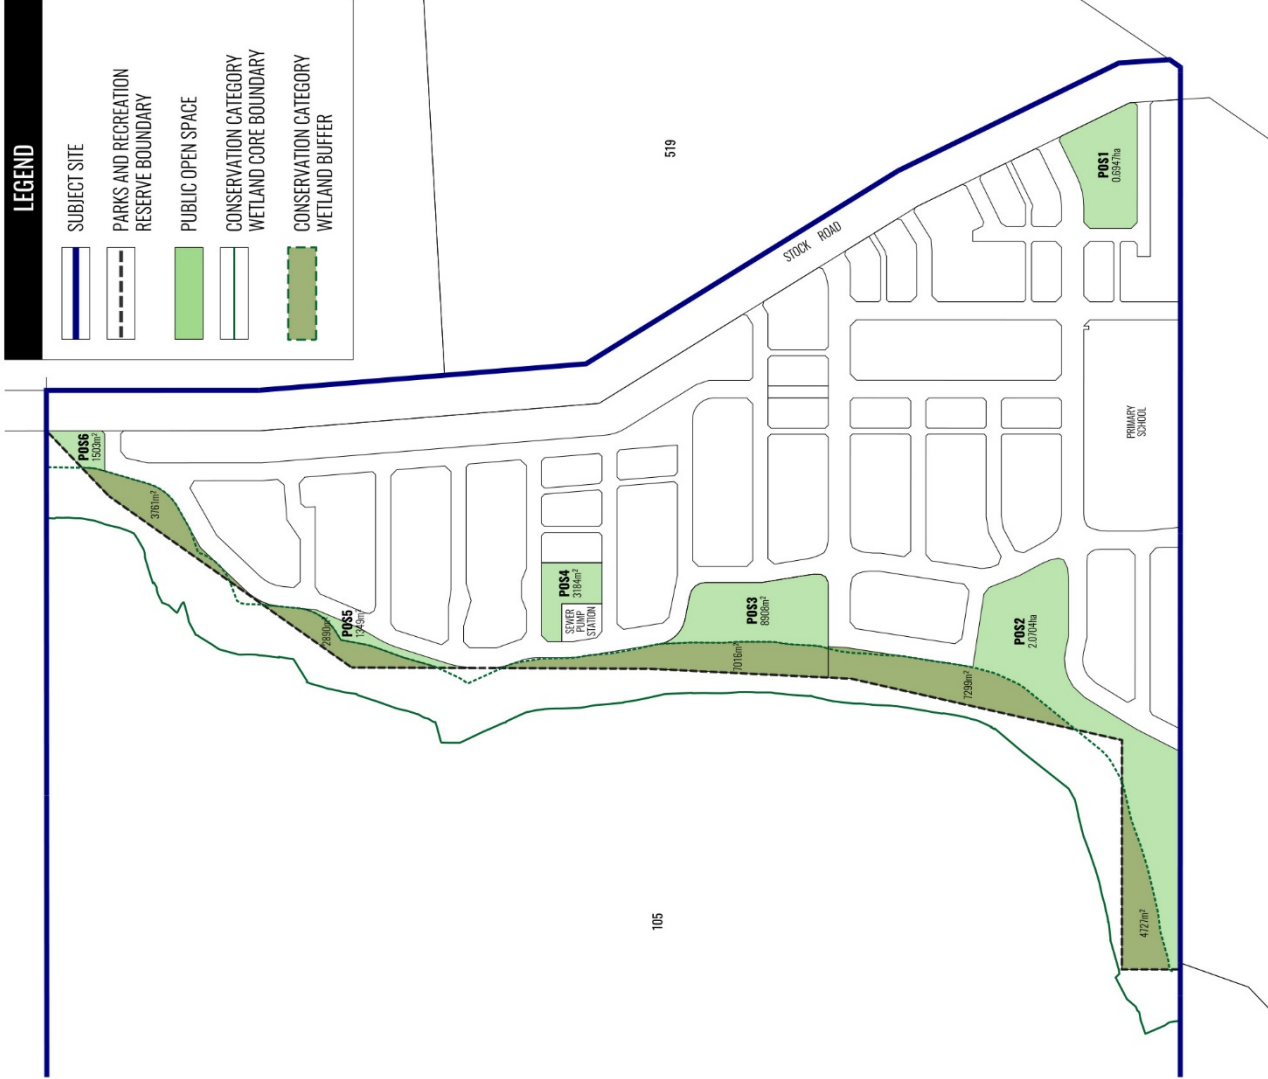 LEGEND
SUBJECT SITE
PARKS AND RECREATION
RESERVE BOUNDARY
PUBLIC OPEN SPACE
CONSERVATION CATEGORY
WETLAND CORE BOUNDARY
CONSERVATION CATEGORY
WETLAND BUFFER
519
STOCK ROAD
POS1
0.6947ha
PRIMARY
SCHOOL
POS6
1503m²
3761m²
POS5
1349m²
2890m²
POS4
3184m²
SEWER
PUMP
STATION
POS3
8908m²
7016m²
POS2
2.0704ha
7299m²
4727m²
105